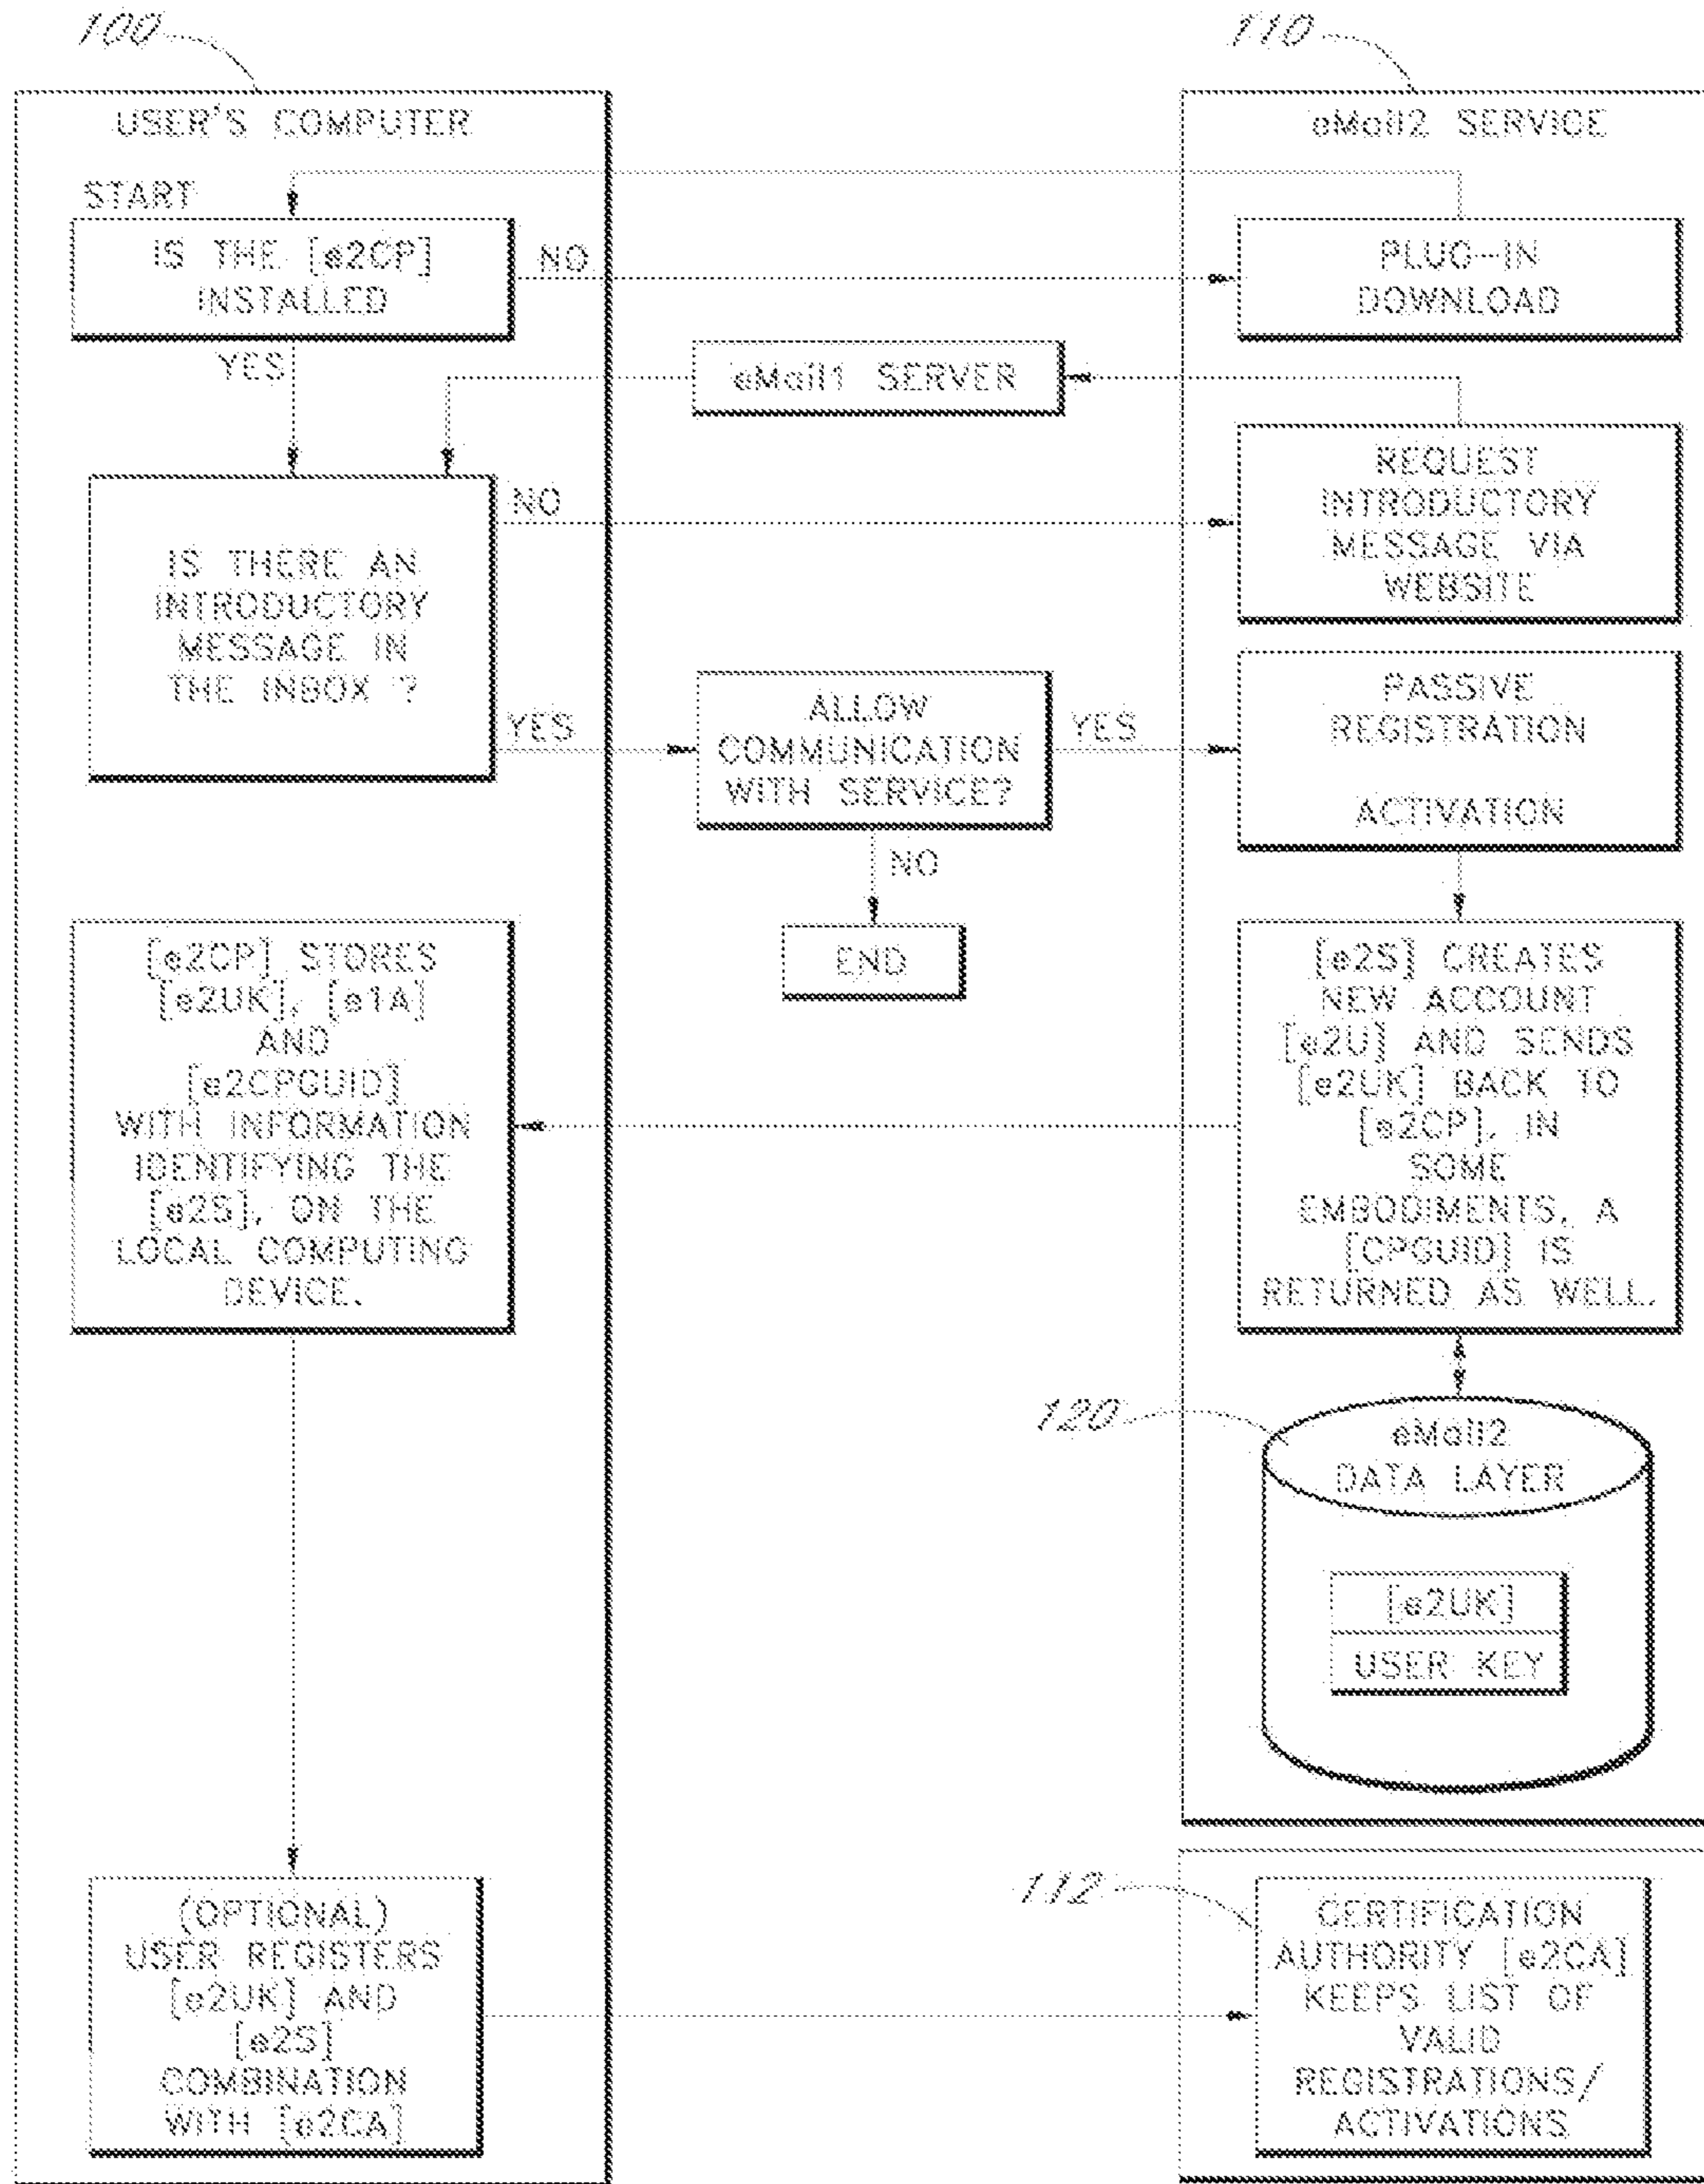 100
110
USER'S COMPUTER
eMail2 SERVICE
START
IS THE [e2CP]
INSTALLED
NO
PLUG-IN
DOWNLOAD
YES
eMail1 SERVER
IS THERE AN
INTRODUCTORY
MESSAGE IN
THE INBOX ?
NO
REQUEST
INTRODUCTORY
MESSAGE VIA
WEBSITE
YES
ALLOW
COMMUNICATION
WITH SERVICE?
YES
PASSIVE
REGISTRATION
ACTIVATION
NO
END
[e2CP] STORES
[e2UK], [e1A]
AND
[e2CPGUID]
WITH INFORMATION
IDENTIFYING THE
[e2S], ON THE
LOCAL COMPUTING
DEVICE.
[e2S] CREATES
NEW ACCOUNT
[e2U] AND SENDS
[e2UK] BACK TO
[e2CP]. IN
SOME
EMBODIMENTS, A
[CPGUID] IS
RETURNED AS WELL.
120
eMail2
DATA LAYER
[e2UK]
USER KEY
(OPTIONAL)
USER REGISTERS
[e2UK] AND
[e2S]
COMBINATION
WITH [e2CA]
112
CERTIFICATION
AUTHORITY [e2CA]
KEEPS LIST OF
VALID
REGISTRATIONS/
ACTIVATIONS